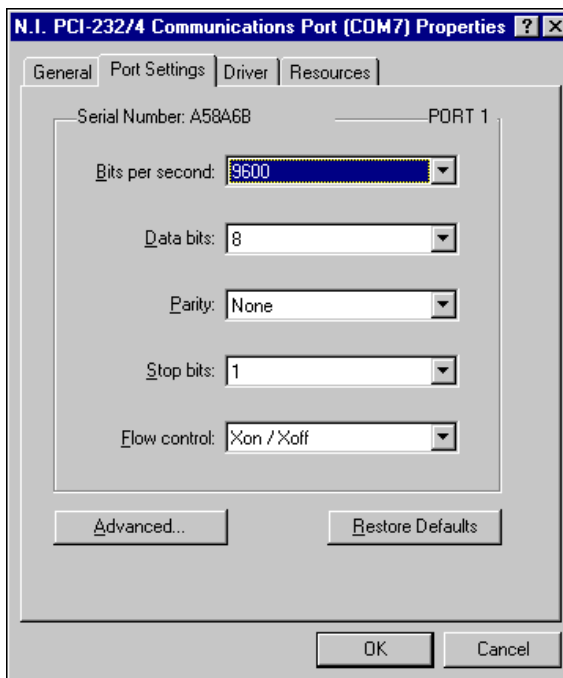 N.I. PCI-232/4 Communications Port (COM7) Properties
General Port Settings Driver Resources
Serial Number: A58A6B PORT 1
Bits per second: 9600
Data bits: 8
Parity: None
Stop bits: 1
Flow control: Xon / Xoff
Advanced... Restore Defaults
OK Cancel